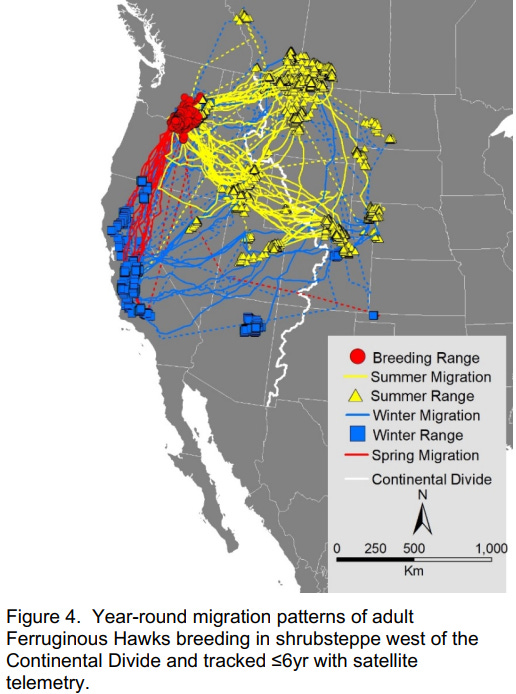 Breeding Range
Summer Migration
Summer Range
Winter Migration
Winter Range
Spring Migration
Continental Divide
N
0 250 500 1,000
Km
Figure 4. Year-round migration patterns of adult
Ferruginous Hawks breeding in shrubsteppe west of the
Continental Divide and tracked ≤6yr with satellite
telemetry.